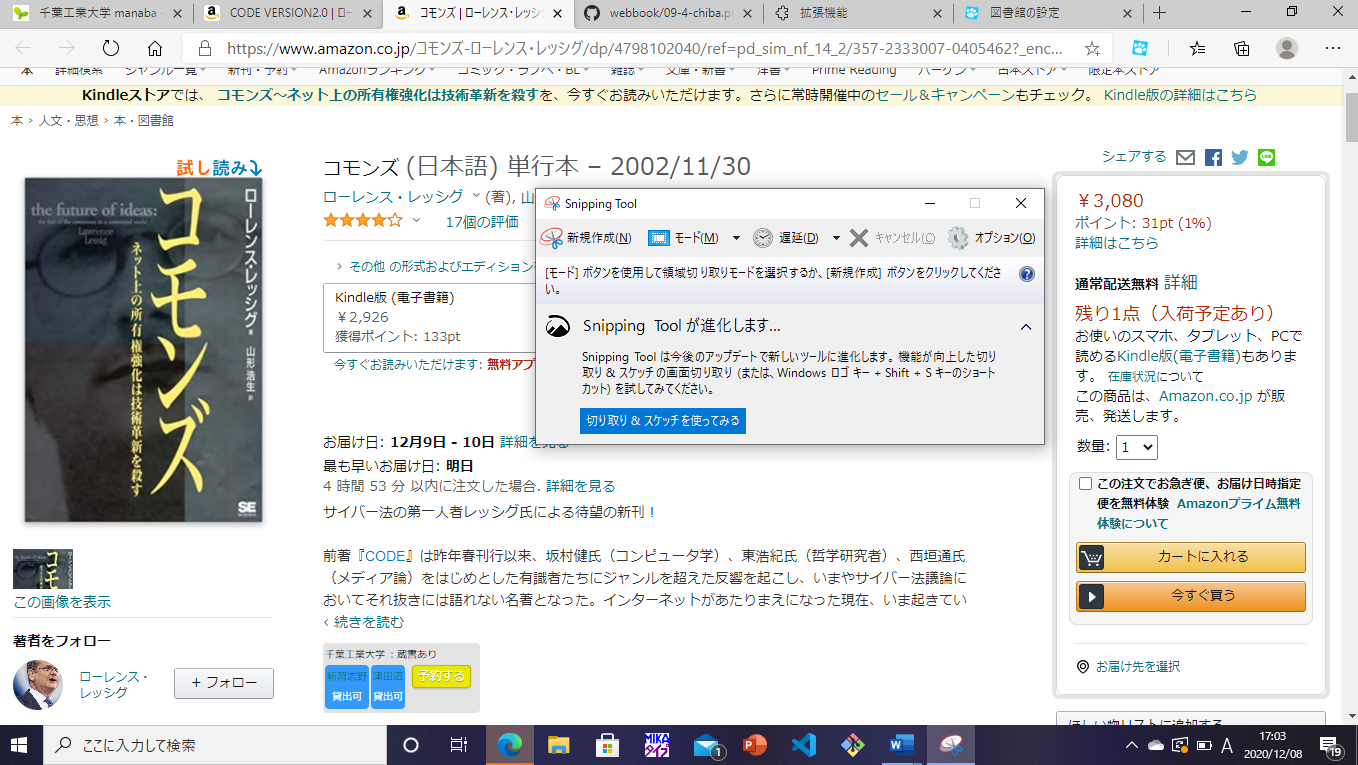 千葉工業大学 manaba
CODE VERSION2.0 | ロー
コモンズ | ローレンス・レッシ
webbook/09-4-chiba.p
拡張機能
図書館の設定
https://www.amazon.co.jp/コモンズ-ローレンス・レッシグ/dp/4798102040/ref=pd_sim_nf_14_2/357-2333007-0405462?_enc...
詳細検索 ジャンル一覧 新刊・予約 Amazonランキング コミック・ラノベ・BL 雑誌 文庫・新書 洋書 Prime Reading バーゲン 古本ストア 限定本ストア
Kindleストアでは、 コモンズ～ネット上の所有権強化は技術革新を殺すを、今すぐお読みいただけます。さらに常時開催中のセール＆キャンペーンもチェック。 Kindle版の詳細はこちら
本 › 人文・思想 › 本・図書館
試し読み
the future of ideas:
the fate of the commons in a connected world
Lawrence
Lessig
コモンズ
ネット上の所有権強化は技術革新を殺す
ローレンス・レッシグ 著
山形浩生 訳
SE
この画像を表示
著者をフォロー
ローレンス・
レッシグ
+ フォロー
コモンズ (日本語) 単行本 – 2002/11/30
ローレンス・レッシグ (著), 山
17個の評価
› その他 の形式およびエディション
Kindle版 (電子書籍)
￥2,926
獲得ポイント: 133pt
今すぐお読みいただけます: 無料アプ
Snipping Tool
新規作成(N) モード(M) 遅延(D) キャンセル(C) オプション(O)
[モード] ボタンを使用して領域切り取りモードを選択するか、[新規作成] ボタンをクリックしてくださ
い。
Snipping Tool が進化します...
Snipping Tool は今後のアップデートで新しいツールに進化します。機能が向上した切り
取り & スケッチの画面切り取り (または、Windows ロゴ キー + Shift + S キーのショート
カット) を試してみてください。
切り取り & スケッチを使ってみる
お届け日: 12月9日 - 10日 詳細を見る
最も早いお届け日: 明日
4 時間 53 分 以内に注文した場合. 詳細を見る
サイバー法の第一人者レッシグ氏による待望の新刊！
前著『CODE』は昨年春刊行以来、坂村健氏（コンピュータ学）、東浩紀氏（哲学研究者）、西垣通氏
（メディア論）をはじめとした有識者たちにジャンルを超えた反響を起こし、いまやサイバー法議論に
おいてそれ抜きには語れない名著となった。インターネットがあたりまえになった現在、いま起きてい
‹ 続きを読む
千葉工業大学 : 蔵書あり
新習志野
貸出可
津田沼
貸出可
予約する
シェアする
￥3,080
ポイント: 31pt (1%)
詳細はこちら
通常配送無料 詳細
残り1点（入荷予定あり）
お使いのスマホ、タブレット、PCで
読めるKindle版(電子書籍)もありま
す。 在庫状況について
この商品は、Amazon.co.jp が販
売、発送します。
数量: 1
この注文でお急ぎ便、お届け日時指定
便を無料体験 Amazonプライム無料
体験について
カートに入れる
今すぐ買う
お届け先を選択
ほしい物リストに追加する
ここに入力して検索
MIKA
タイプ
1
A
17:03
2020/12/08
19